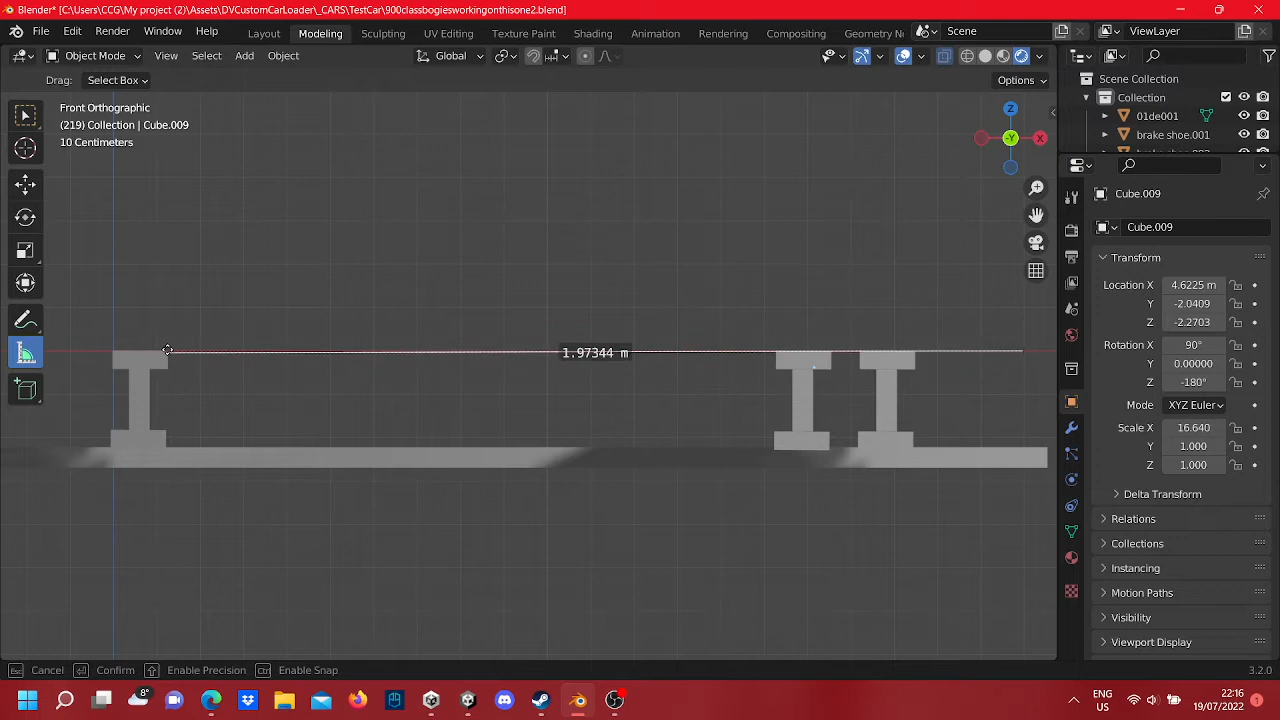 Blender* [C:\Users\CCG\My project (2)\Assets\DVCustomCarLoader\_CARS\TestCar\900classbogiesworkingonthisone2.blend]
File Edit Render Window Help Layout Modeling Sculpting UV Editing Texture Paint Shading Animation Rendering Compositing Geometry No Scene ViewLayer
Object Mode View Select Add Object Global
Drag: Select Box Options
Front Orthographic
(219) Collection | Cube.009
10 Centimeters
Z
X
-Y
1.97344 m
Scene Collection
Collection
01de001
brake shoe.001
Cube.009
Cube.009
Transform
Location X 4.6225 m
Y -2.0409
Z -2.2703
Rotation X 90°
Y 0.00000
Z -180°
Mode XYZ Euler
Scale X 16.640
Y 1.000
Z 1.000
Delta Transform
Relations
Collections
Instancing
Motion Paths
Visibility
Viewport Display
Esc Cancel Confirm Enable Precision Ctrl Enable Snap 3.2.0
8°
ENG
UK
22:16
19/07/2022
1